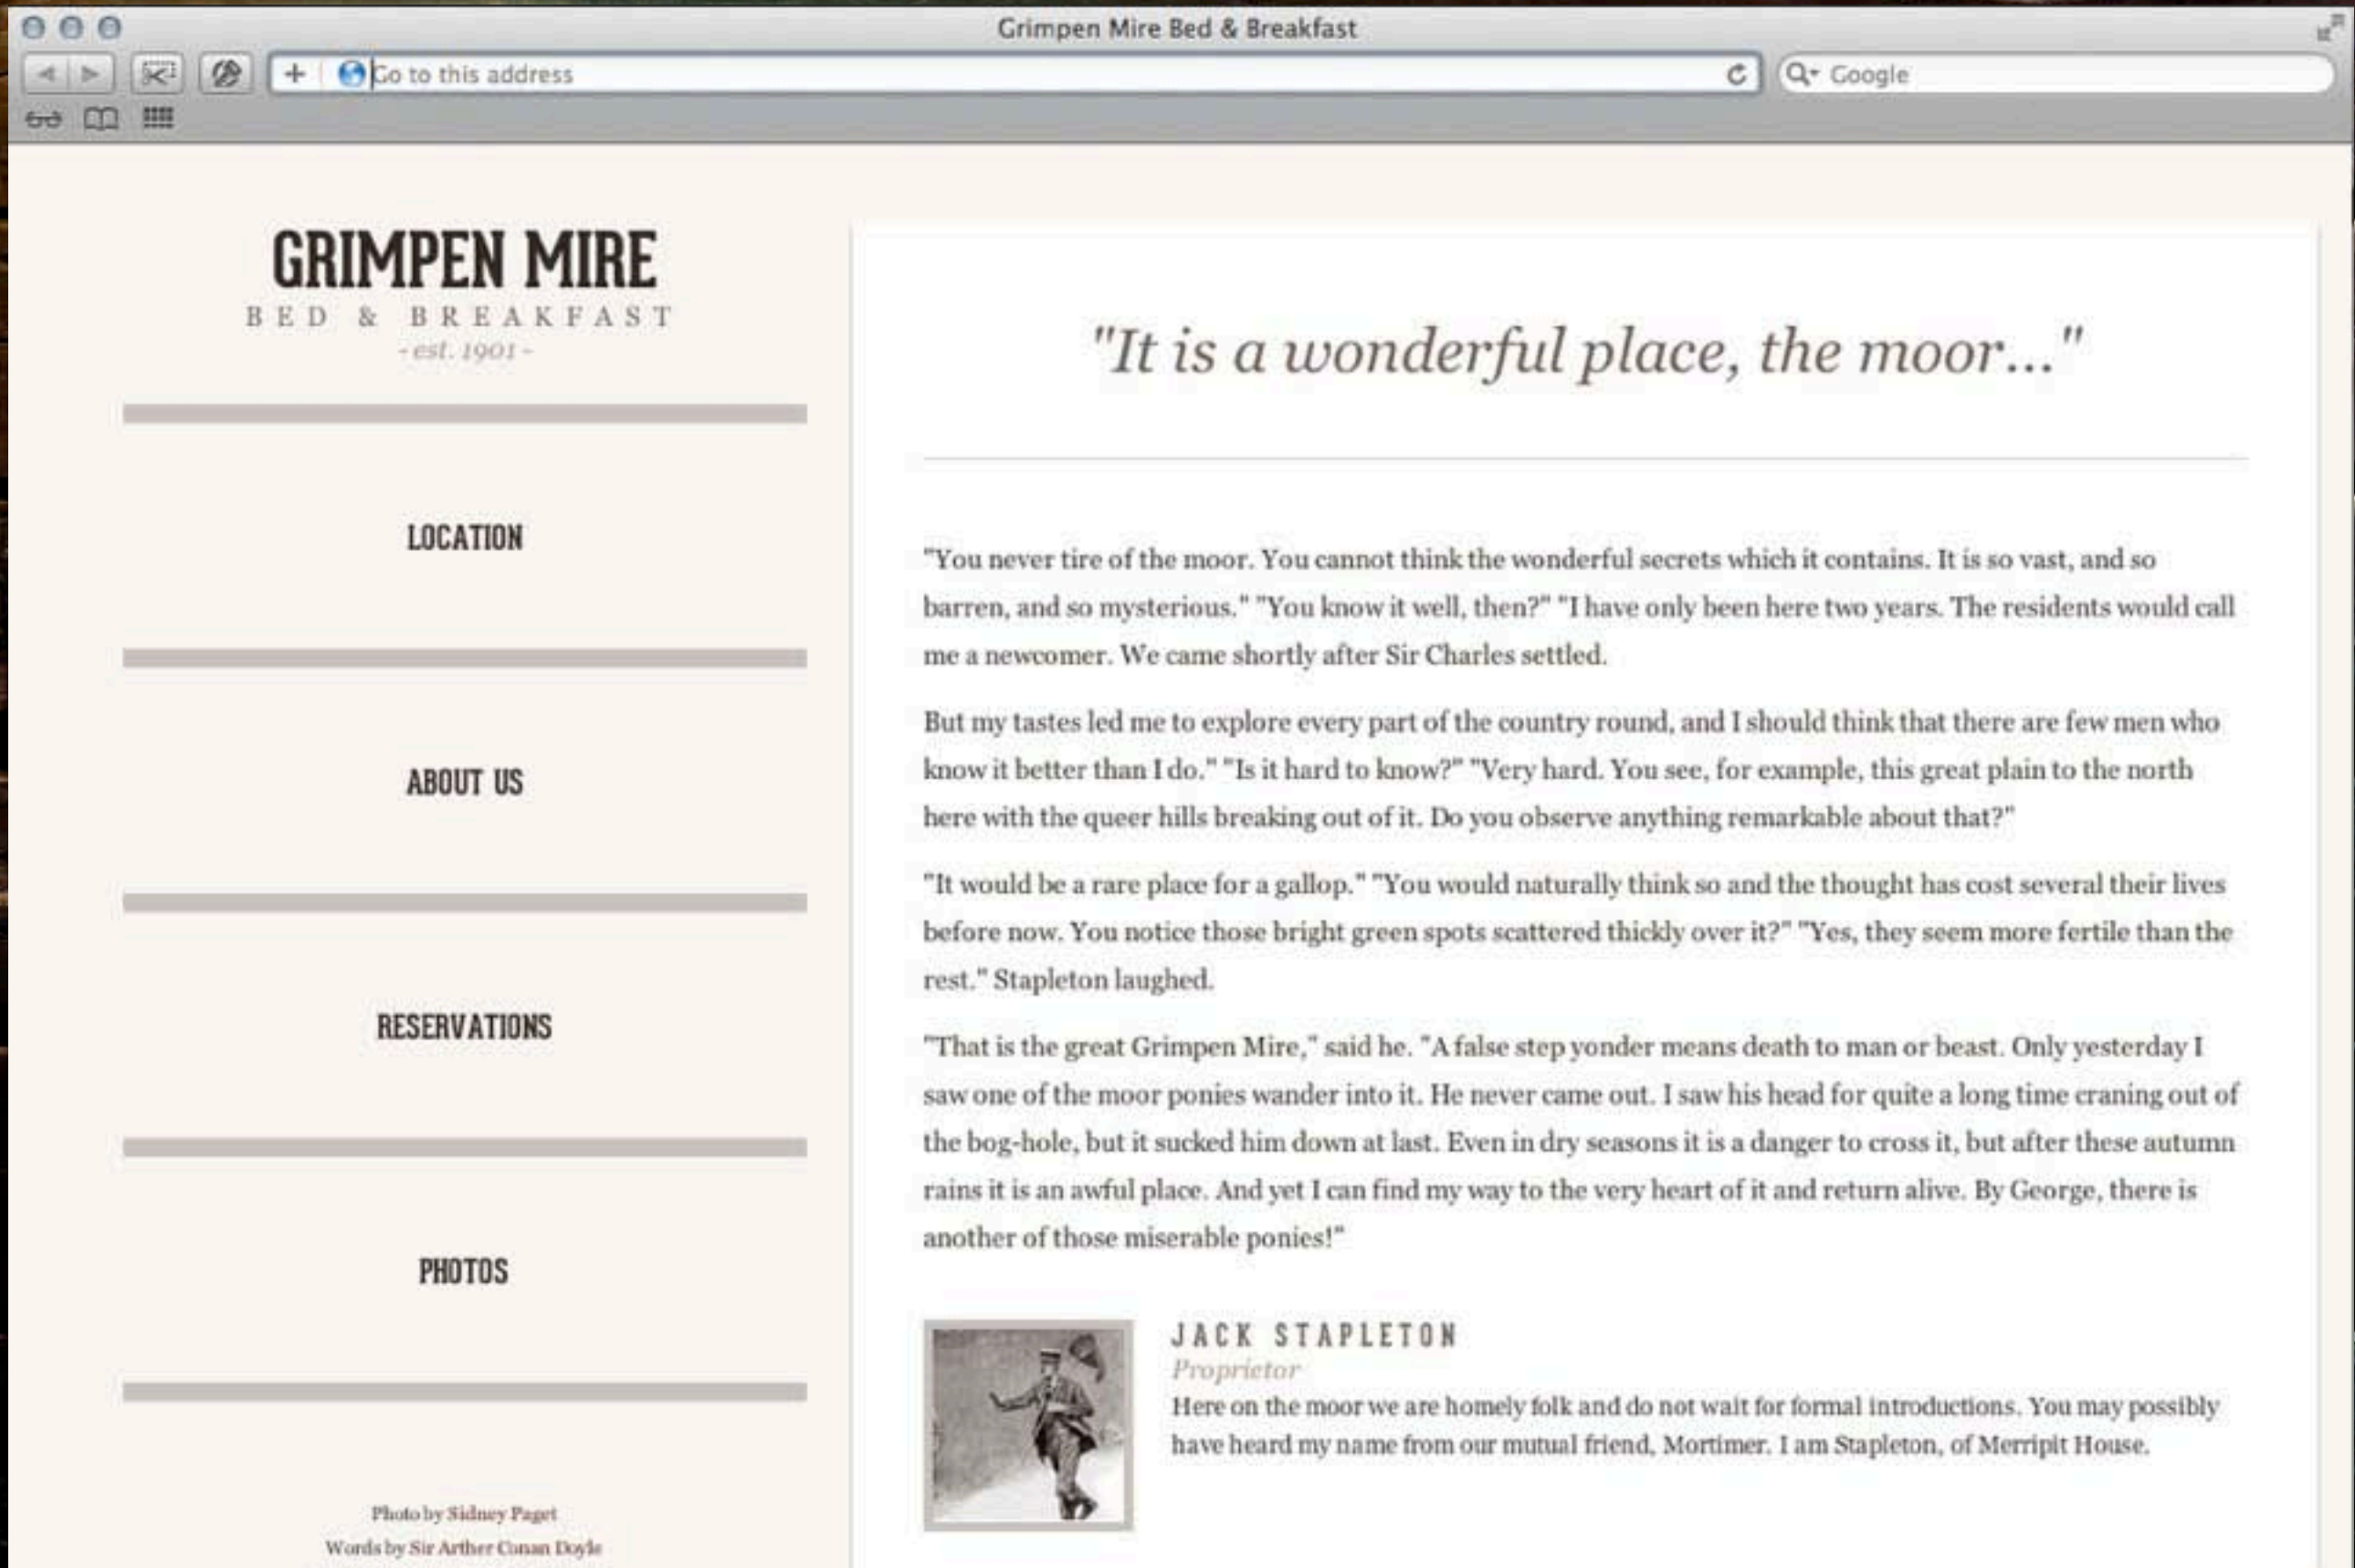 Grimpen Mire Bed & Breakfast
Go to this address
Google
GRIMPEN MIRE
BED & BREAKFAST
- est. 1901 -
LOCATION
ABOUT US
RESERVATIONS
PHOTOS
Photo by Sidney Paget
Words by Sir Arther Conan Doyle
"It is a wonderful place, the moor..."
"You never tire of the moor. You cannot think the wonderful secrets which it contains. It is so vast, and so
barren, and so mysterious." "You know it well, then?" "I have only been here two years. The residents would call
me a newcomer. We came shortly after Sir Charles settled.
But my tastes led me to explore every part of the country round, and I should think that there are few men who
know it better than I do." "Is it hard to know?" "Very hard. You see, for example, this great plain to the north
here with the queer hills breaking out of it. Do you observe anything remarkable about that?"
"It would be a rare place for a gallop." "You would naturally think so and the thought has cost several their lives
before now. You notice those bright green spots scattered thickly over it?" "Yes, they seem more fertile than the
rest." Stapleton laughed.
"That is the great Grimpen Mire," said he. "A false step yonder means death to man or beast. Only yesterday I
saw one of the moor ponies wander into it. He never came out. I saw his head for quite a long time craning out of
the bog-hole, but it sucked him down at last. Even in dry seasons it is a danger to cross it, but after these autumn
rains it is an awful place. And yet I can find my way to the very heart of it and return alive. By George, there is
another of those miserable ponies!"
JACK STAPLETON
Proprietor
Here on the moor we are homely folk and do not wait for formal introductions. You may possibly
have heard my name from our mutual friend, Mortimer. I am Stapleton, of Merripit House.